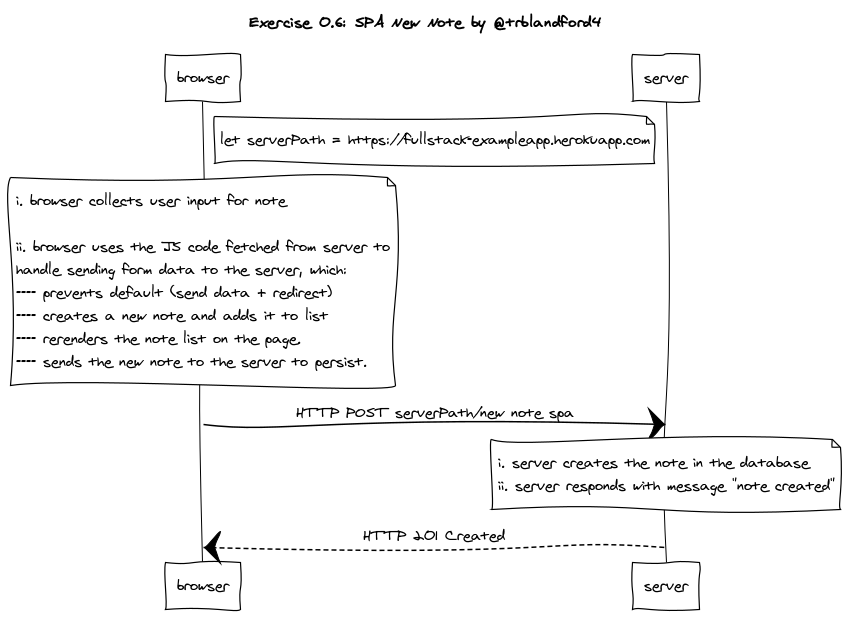 Exercise 0.6: SPA New Note by @trblandford4
browser
server
let serverPath = https://fullstack-exampleapp.herokuapp.com
i. browser collects user input for note
ii. browser uses the JS code fetched from server to
handle sending form data to the server, which:
---- prevents default (send data + redirect)
---- creates a new note and adds it to list
---- rerenders the note list on the page,
---- sends the new note to the server to persist.
HTTP POST serverPath/new note spa
i. server creates the note in the database
ii. server responds with message "note created"
HTTP 201 Created
browser
server